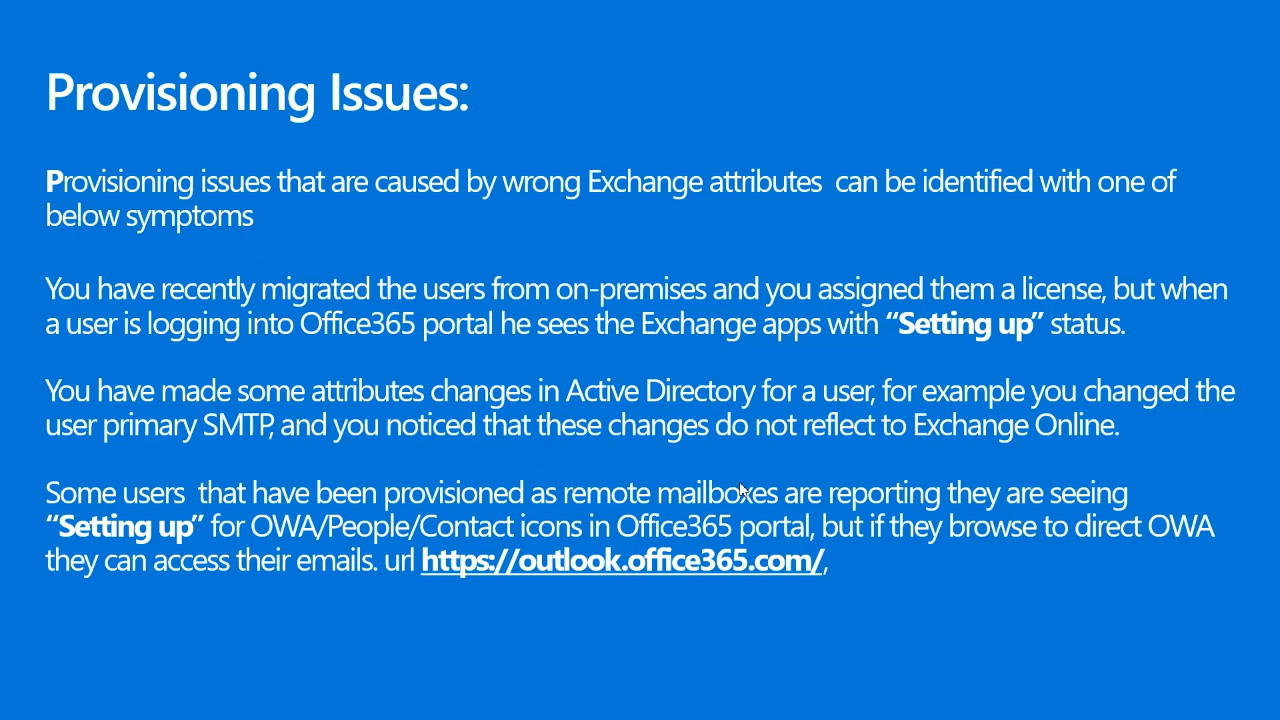 Provisioning Issues:
Provisioning issues that are caused by wrong Exchange attributes  can be identified with one of
below symptoms
You have recently migrated the users from on-premises and you assigned them a license, but when
a user is logging into Office365 portal he sees the Exchange apps with “Setting up” status.
You have made some attributes changes in Active Directory for a user, for example you changed the
user primary SMTP, and you noticed that these changes do not reflect to Exchange Online.
Some users  that have been provisioned as remote mailboxes are reporting they are seeing
“Setting up” for OWA/People/Contact icons in Office365 portal, but if they browse to direct OWA
they can access their emails. url https://outlook.office365.com/,